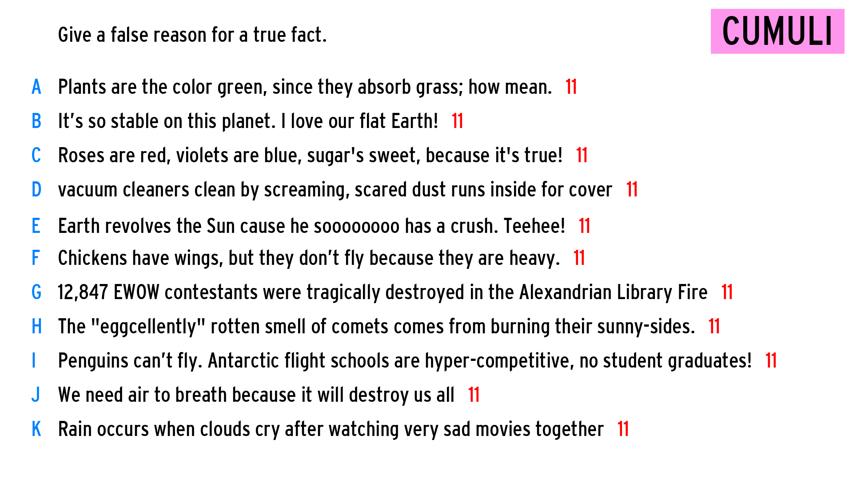 Give a false reason for a true fact.
CUMULI
A Plants are the color green, since they absorb grass; how mean. 11
B It's so stable on this planet. I love our flat Earth! 11
C Roses are red, violets are blue, sugar's sweet, because it's true! 11
D vacuum cleaners clean by screaming, scared dust runs inside for cover 11
E Earth revolves the Sun cause he soooooooo has a crush. Teehee! 11
F Chickens have wings, but they don't fly because they are heavy. 11
G 12,847 EWOW contestants were tragically destroyed in the Alexandrian Library Fire 11
H The "eggcellently" rotten smell of comets comes from burning their sunny-sides. 11
I Penguins can't fly. Antarctic flight schools are hyper-competitive, no student graduates! 11
J We need air to breath because it will destroy us all 11
K Rain occurs when clouds cry after watching very sad movies together 11